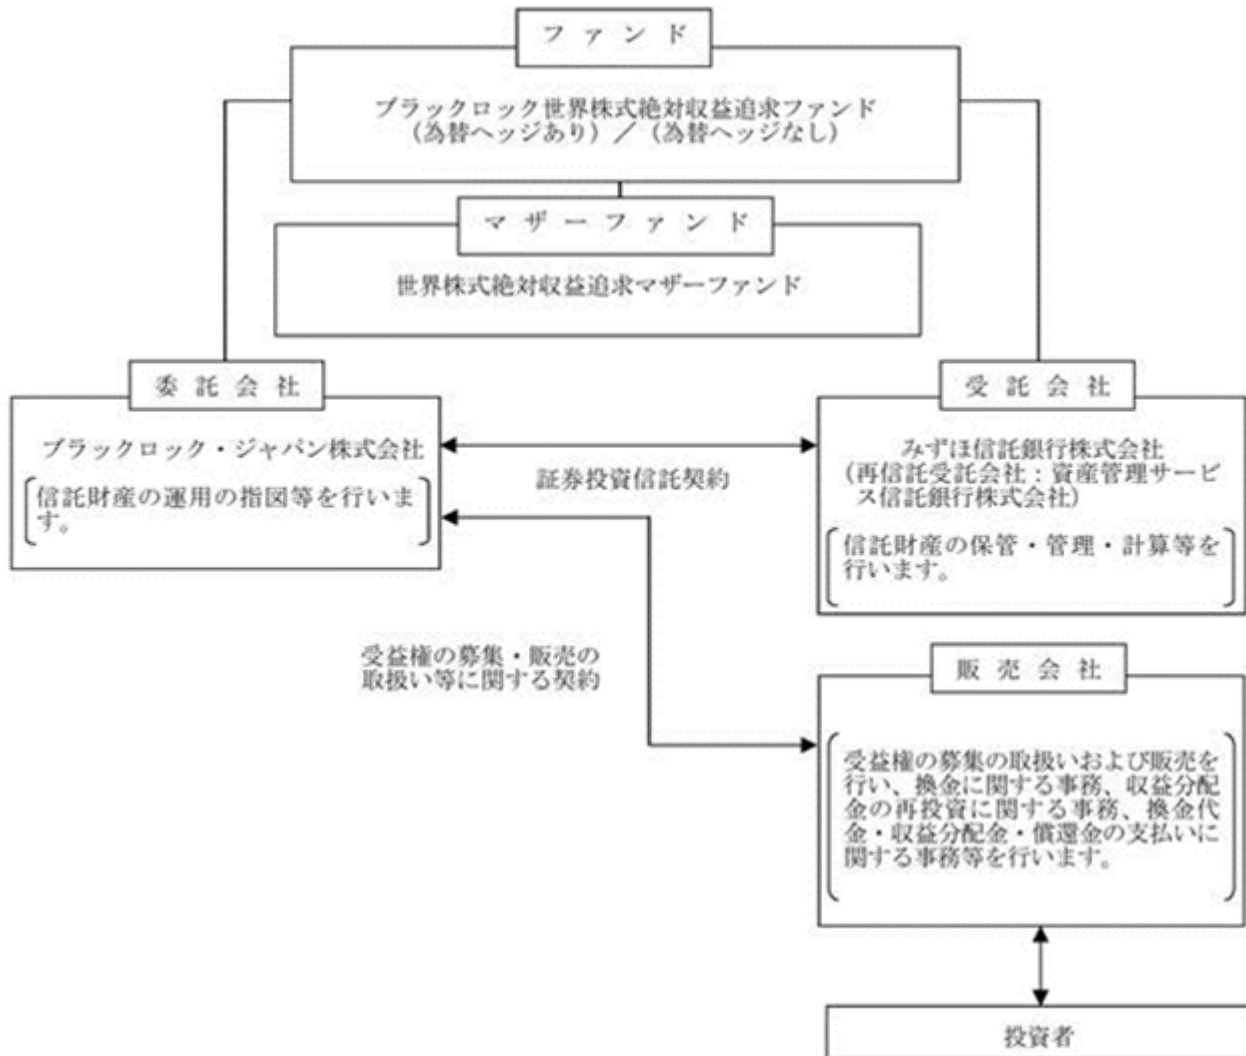 ファンド
ブラックロック世界株式絶対収益追求ファンド
（為替ヘッジあり）／（為替ヘッジなし）
マザーファンド
世界株式絶対収益追求マザーファンド
委託会社
ブラックロック・ジャパン株式会社
信託財産の運用の指図等を行いま
す。
証券投資信託契約
受託会社
みずほ信託銀行株式会社
（再信託受託会社：資産管理サービ
ス信託銀行株式会社）
信託財産の保管・管理・計算等を
行います。
受益権の募集・販売の
取扱い等に関する契約
販売会社
受益権の募集の取扱いおよび販売を
行い、換金に関する事務、収益分配
金の再投資に関する事務、換金代
金・収益分配金・償還金の支払いに
関する事務等を行います。
投資者